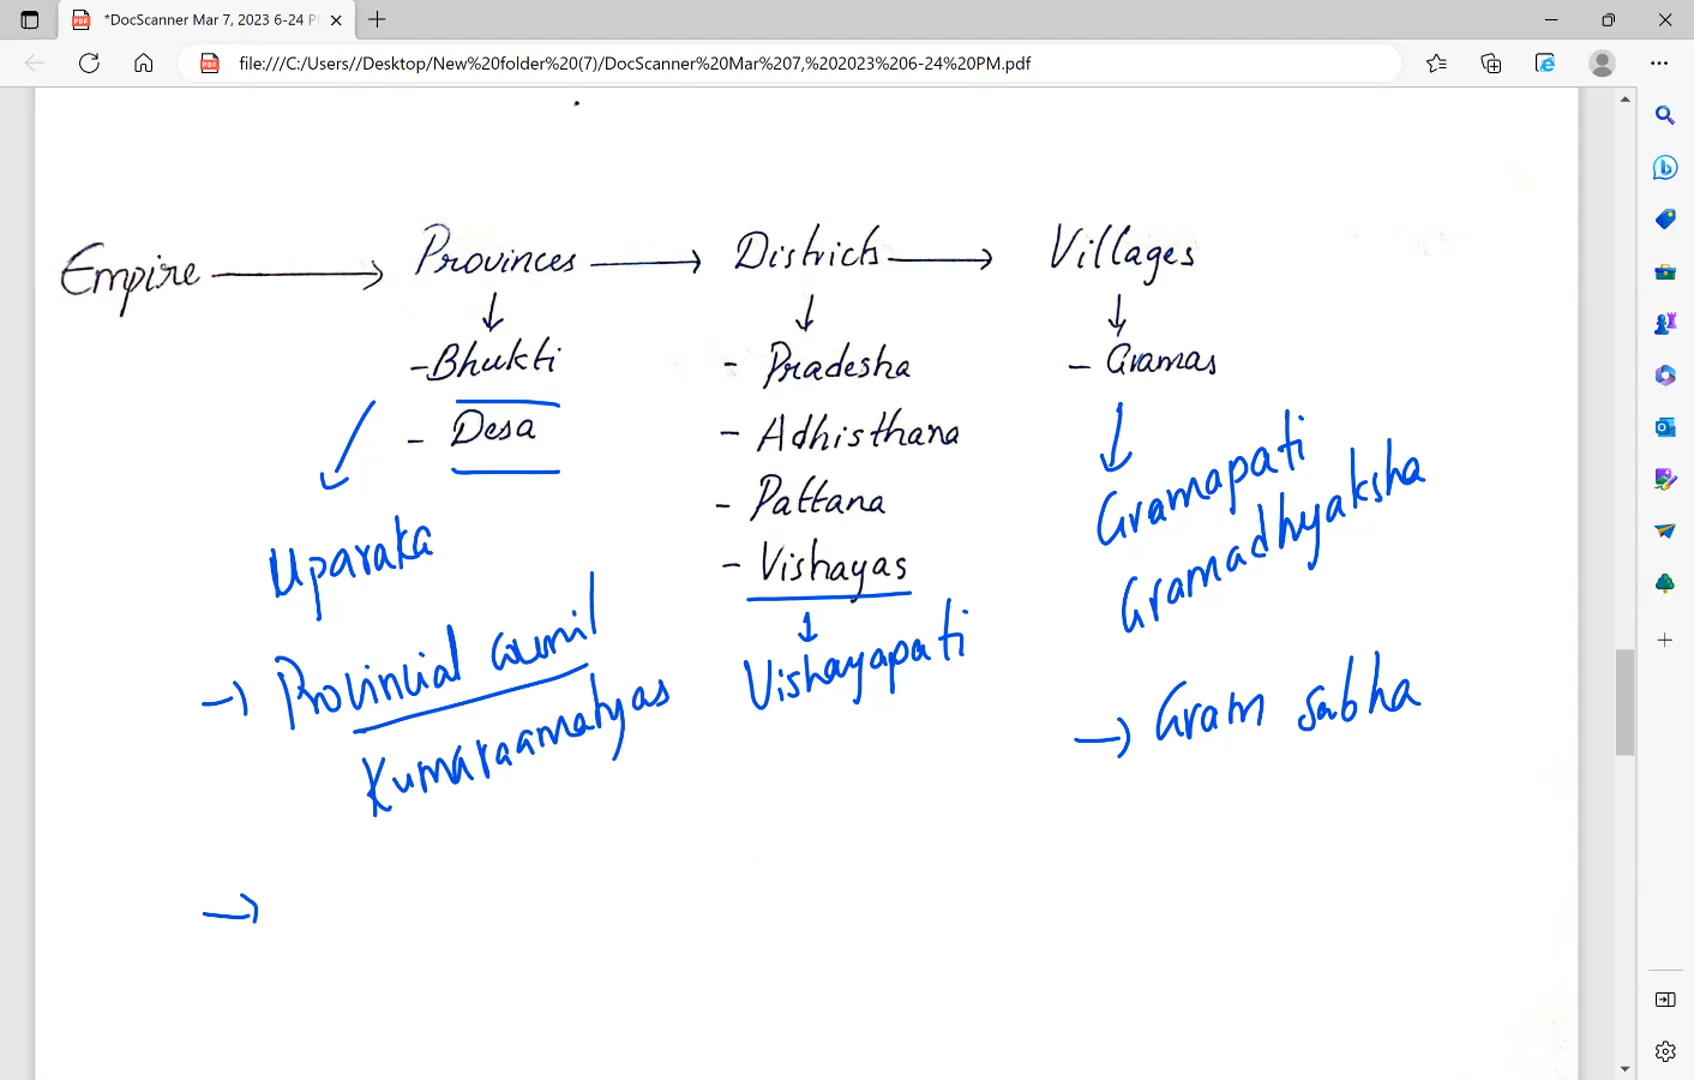 *DocScanner Mar 7, 2023 6-24 P
file:///C:/Users//Desktop/New%20folder%20(7)/DocScanner%20Mar%207,%202023%206-24%20PM.pdf
Empire → Provinces → Districts → Villages
↓ ↓ ↓
- Bhukti - Pradesha - Gramas
- Desa - Adhisthana
- Pattana
- Vishayas
Uparaka
→ Provincial council
Kumaraamatyas
Vishayapati
Gramapati
Gramadhyaksha
→ Gram sabha
→